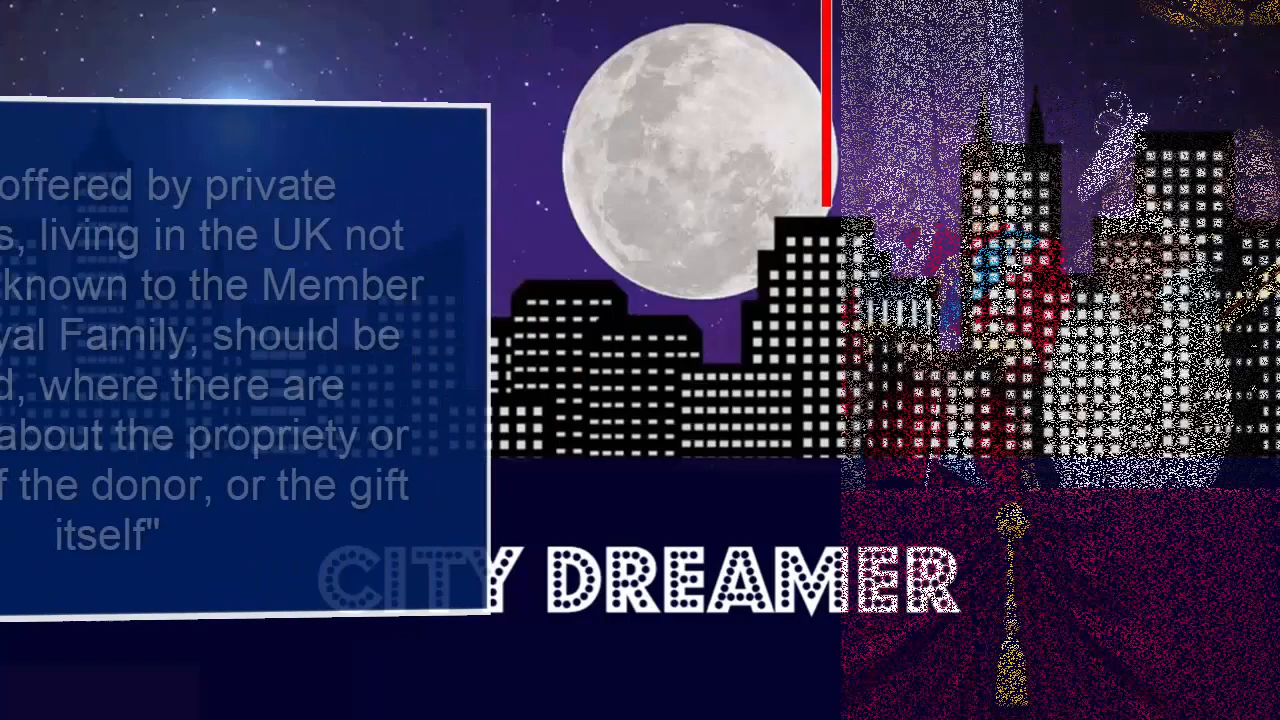 offered by private
s, living in the UK not
known to the Member
yal Family, should be
d, where there are
about the propriety or
f the donor, or the gift
itself"
CITY DREAMER